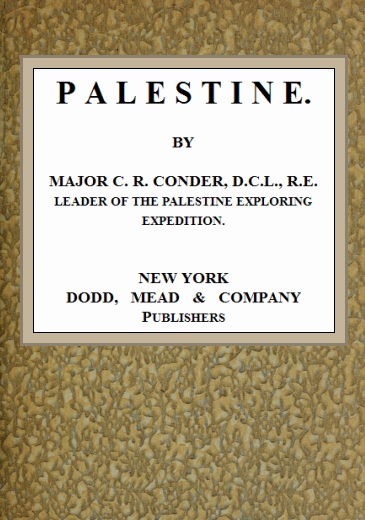 PALESTINE.
BY
MAJOR C. R. CONDER, D.C.L., R.E.
LEADER OF THE PALESTINE EXPLORING
EXPEDITION.
NEW YORK
DODD, MEAD & COMPANY
PUBLISHERS